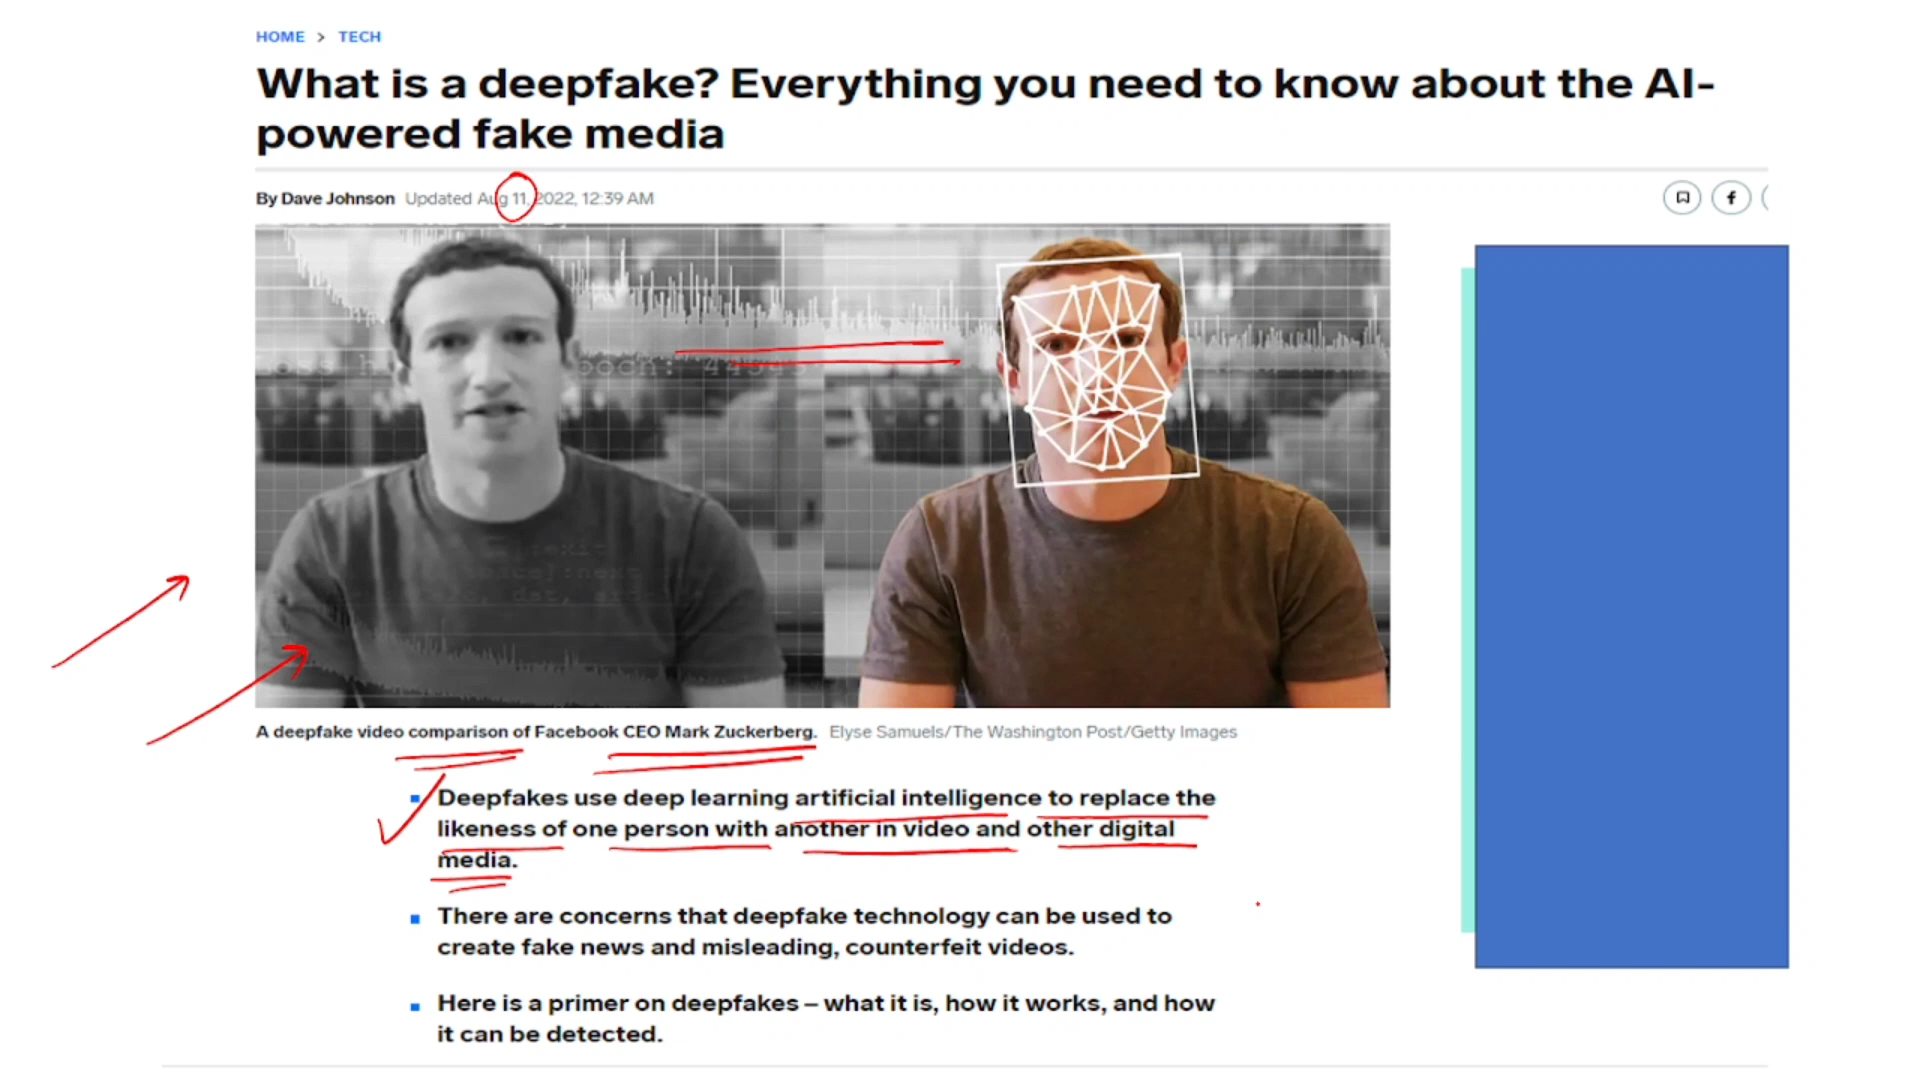 HOME > TECH
What is a deepfake? Everything you need to know about the AI-
powered fake media
By Dave Johnson Updated Aug 11, 2022, 12:39 AM
A deepfake video comparison of Facebook CEO Mark Zuckerberg. Elyse Samuels/The Washington Post/Getty Images
Deepfakes use deep learning artificial intelligence to replace the
likeness of one person with another in video and other digital
media.
There are concerns that deepfake technology can be used to
create fake news and misleading, counterfeit videos.
Here is a primer on deepfakes – what it is, how it works, and how
it can be detected.